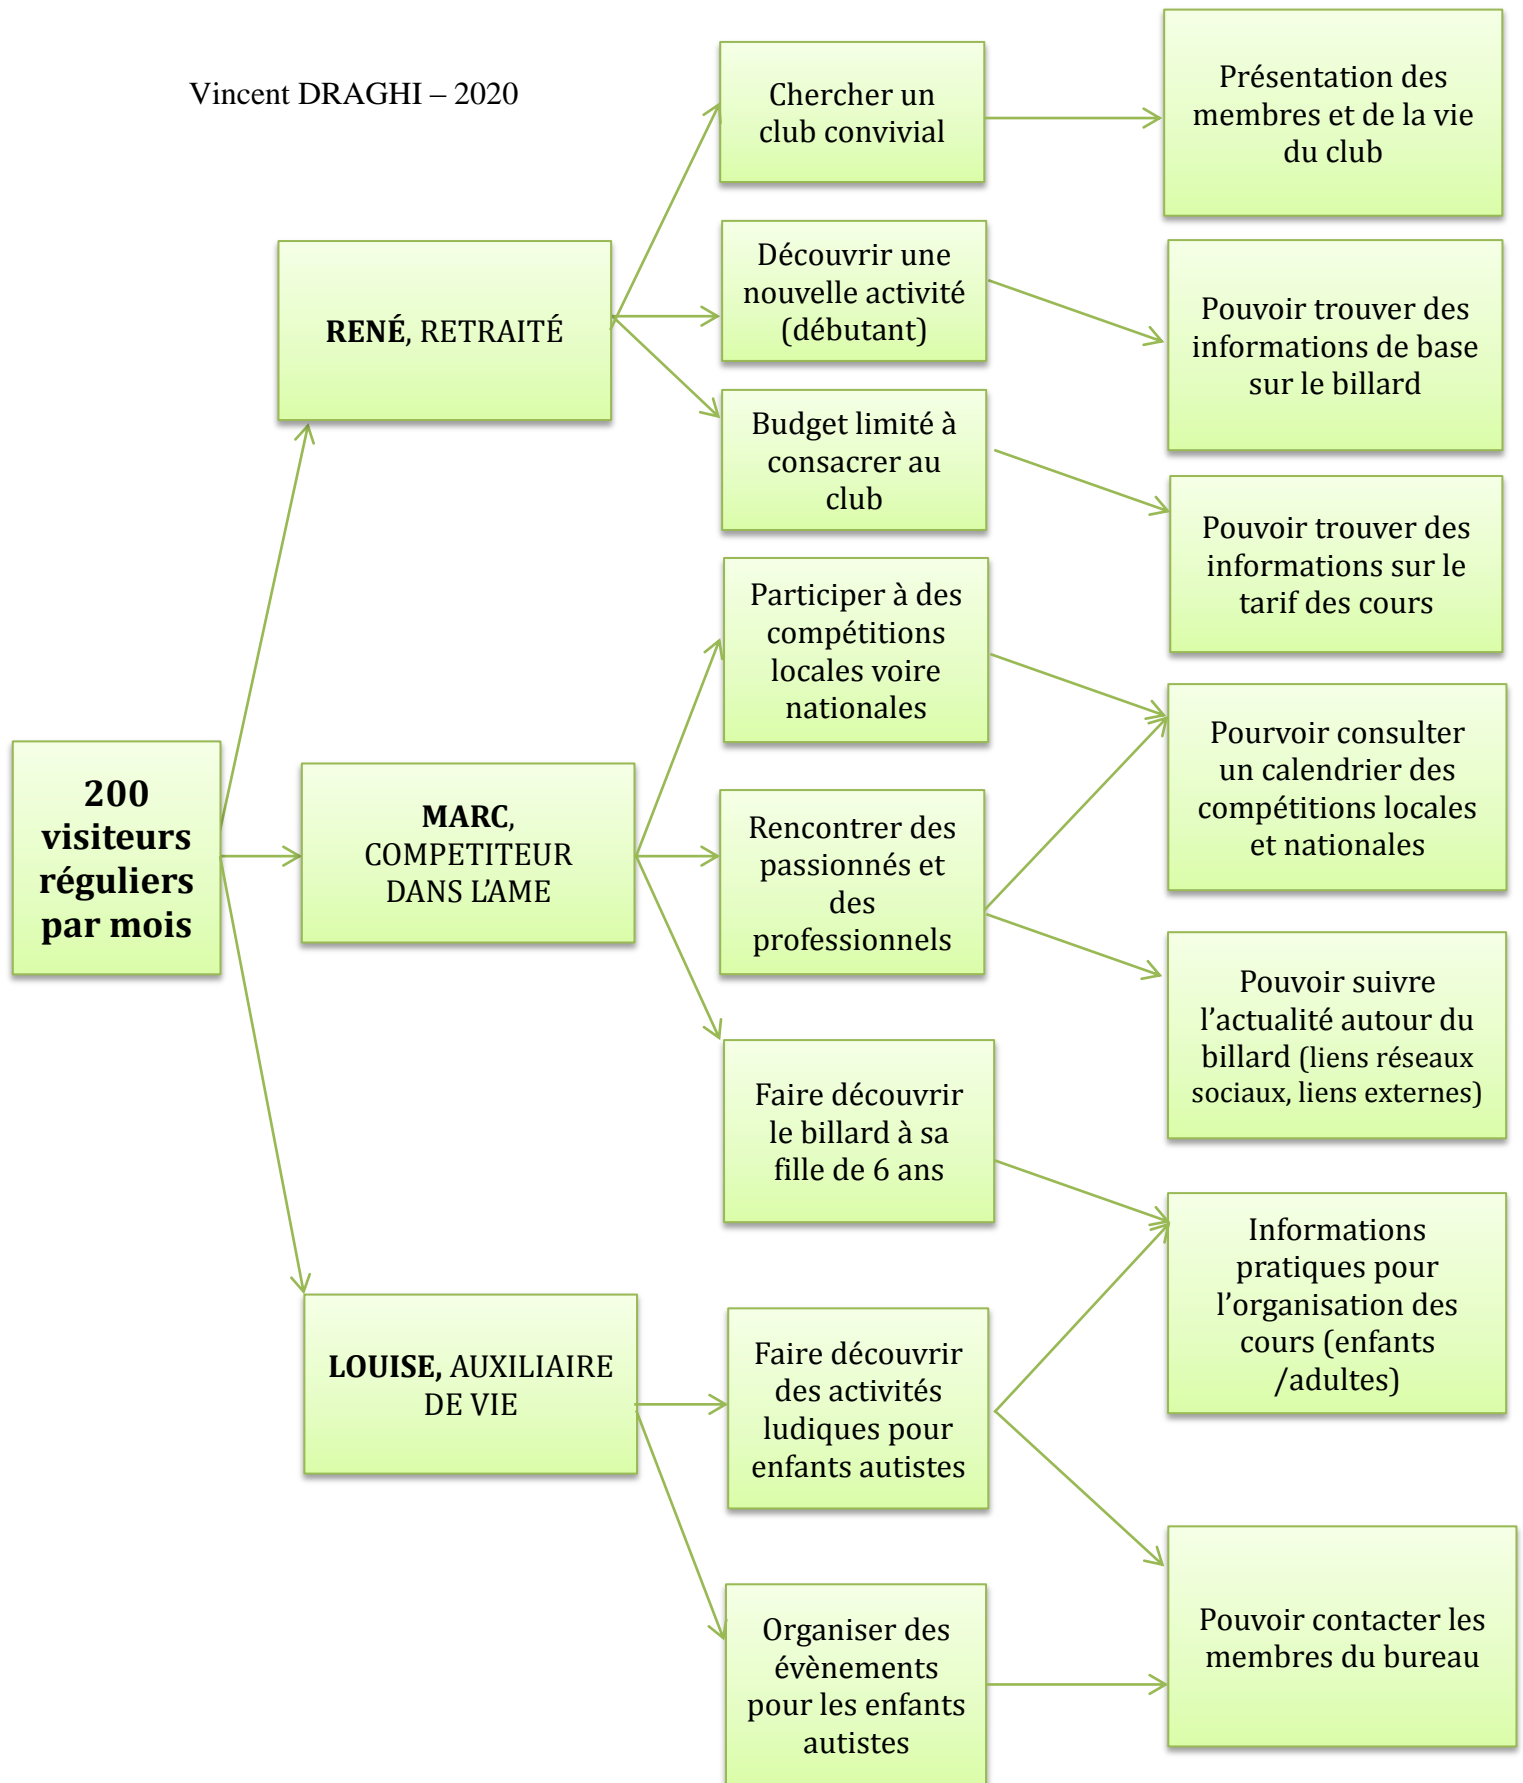 Vincent DRAGHI – 2020
Chercher un
club convivial
Présentation des
membres et de la vie
du club
RENÉ, RETRAITÉ
Découvrir une
nouvelle activité
(débutant)
Pouvoir trouver des
informations de base
sur le billard
Budget limité à
consacrer au
club
Pouvoir trouver des
informations sur le
tarif des cours
200
visiteurs
réguliers
par mois
MARC,
COMPETITEUR
DANS L’AME
Participer à des
compétitions
locales voire
nationales
Pourvoir consulter
un calendrier des
compétitions locales
et nationales
Rencontrer des
passionnés et
des
professionnels
Pouvoir suivre
l’actualité autour du
billard (liens réseaux
sociaux, liens externes)
Faire découvrir
le billard à sa
fille de 6 ans
Informations
pratiques pour
l’organisation des
cours (enfants
/adultes)
LOUISE, AUXILIAIRE
DE VIE
Faire découvrir
des activités
ludiques pour
enfants autistes
Organiser des
évènements
pour les enfants
autistes
Pouvoir contacter les
membres du bureau